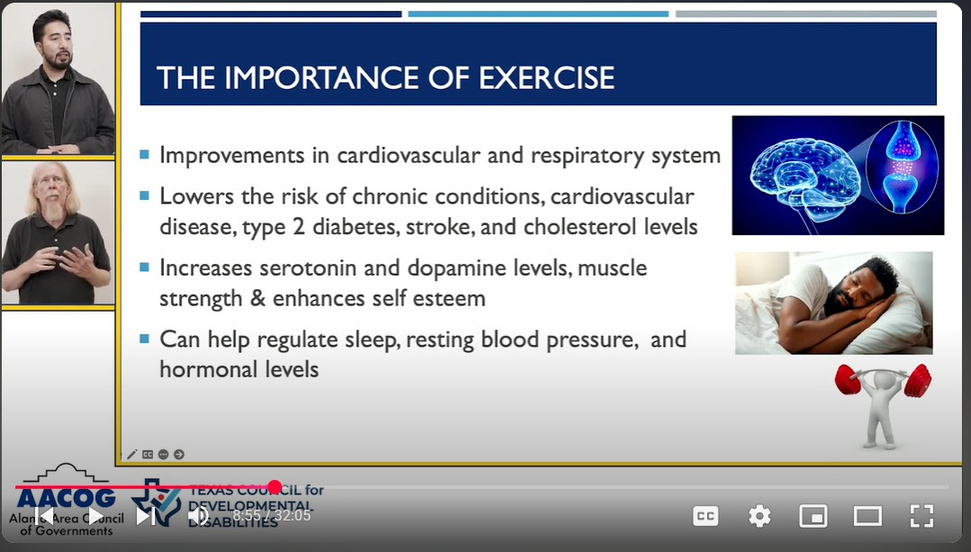 THE IMPORTANCE OF EXERCISE
Improvements in cardiovascular and respiratory system
Lowers the risk of chronic conditions, cardiovascular
disease, type 2 diabetes, stroke, and cholesterol levels
Increases serotonin and dopamine levels, muscle
strength & enhances self esteem
Can help regulate sleep, resting blood pressure, and
hormonal levels
CC
AACOG
Alamo Area Council
of Governments
TEXAS COUNCIL for
DEVELOPMENTAL
DISABILITIES
8:55 / 32:05
CC